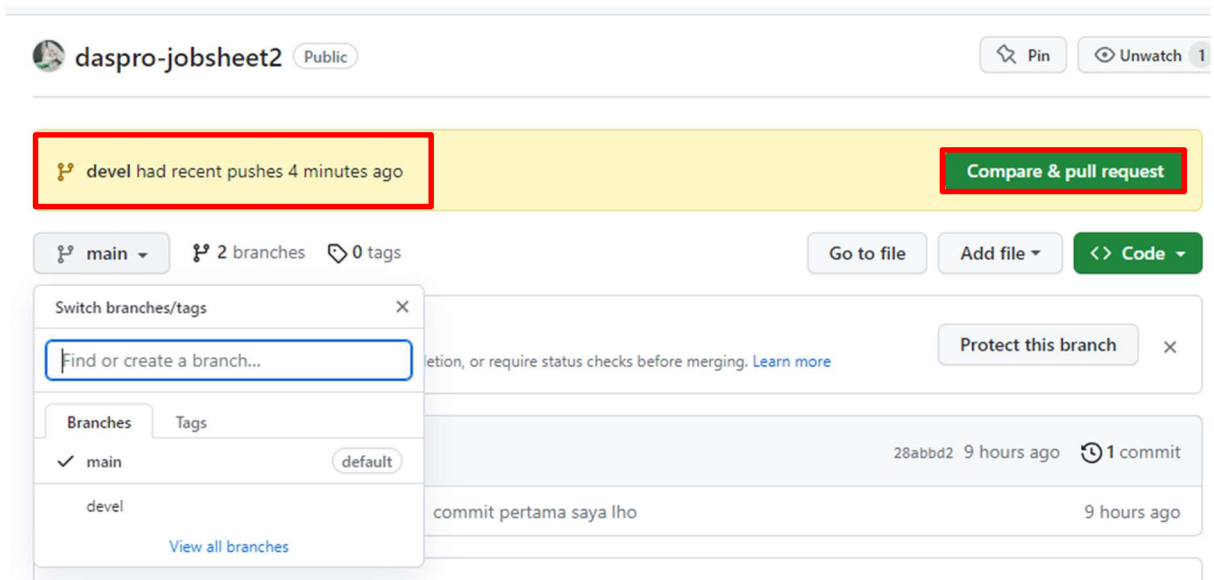 daspro-jobsheet2 Public Pin Unwatch 1
devel had recent pushes 4 minutes ago Compare & pull request
main 2 branches 0 tags Go to file Add file <> Code
Switch branches/tags
Find or create a branch...
etion, or require status checks before merging. Learn more Protect this branch
Branches Tags
main default
28abbd2 9 hours ago 1 commit
devel
commit pertama saya lho 9 hours ago
View all branches